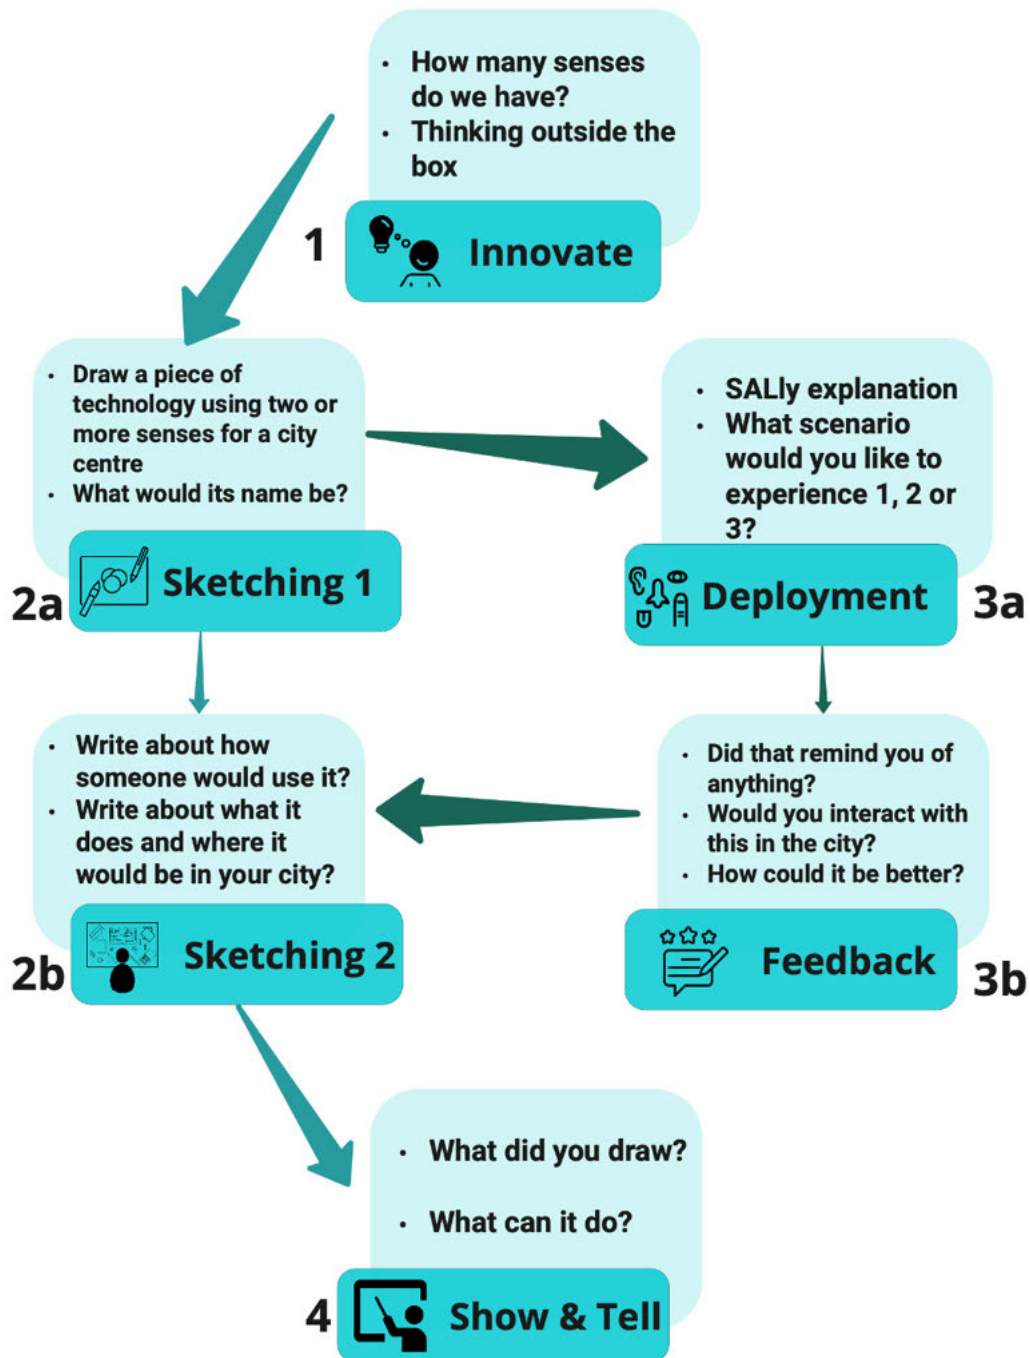 • How many senses
do we have?
• Thinking outside the
box
1
Innovate
• Draw a piece of
technology using two or
more senses for a city
centre
• What would its name be?
2a
Sketching 1
• SALly explanation
• What scenario
would you like to
experience 1, 2 or
3?
Deployment
3a
• Write about how
someone would use it?
• Write about what it
does and where it
would be in your city?
2b
Sketching 2
• Did that remind you of
anything?
• Would you interact with
this in the city?
• How could it be better?
Feedback
3b
• What did you draw?
• What can it do?
4
Show & Tell